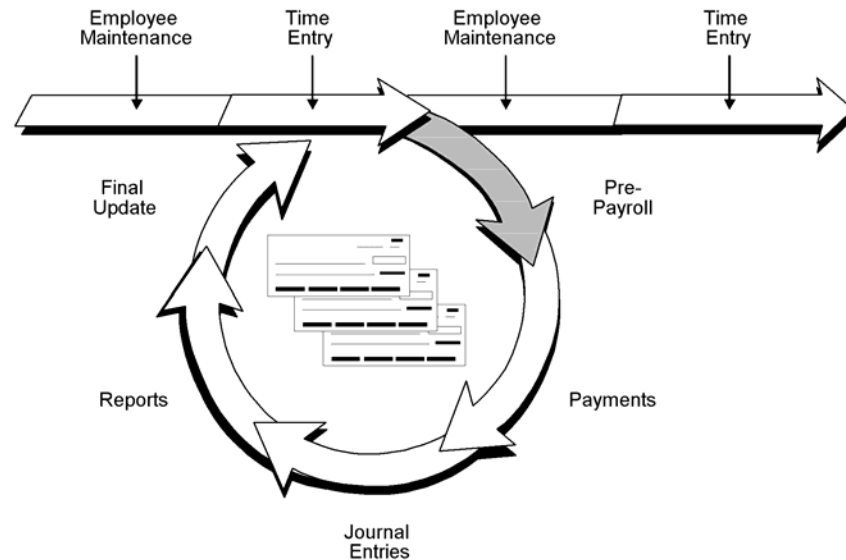 Employee
Maintenance
Time
Entry
Employee
Maintenance
Time
Entry
Final
Update
Pre-
Payroll
Reports
Payments
Journal
Entries